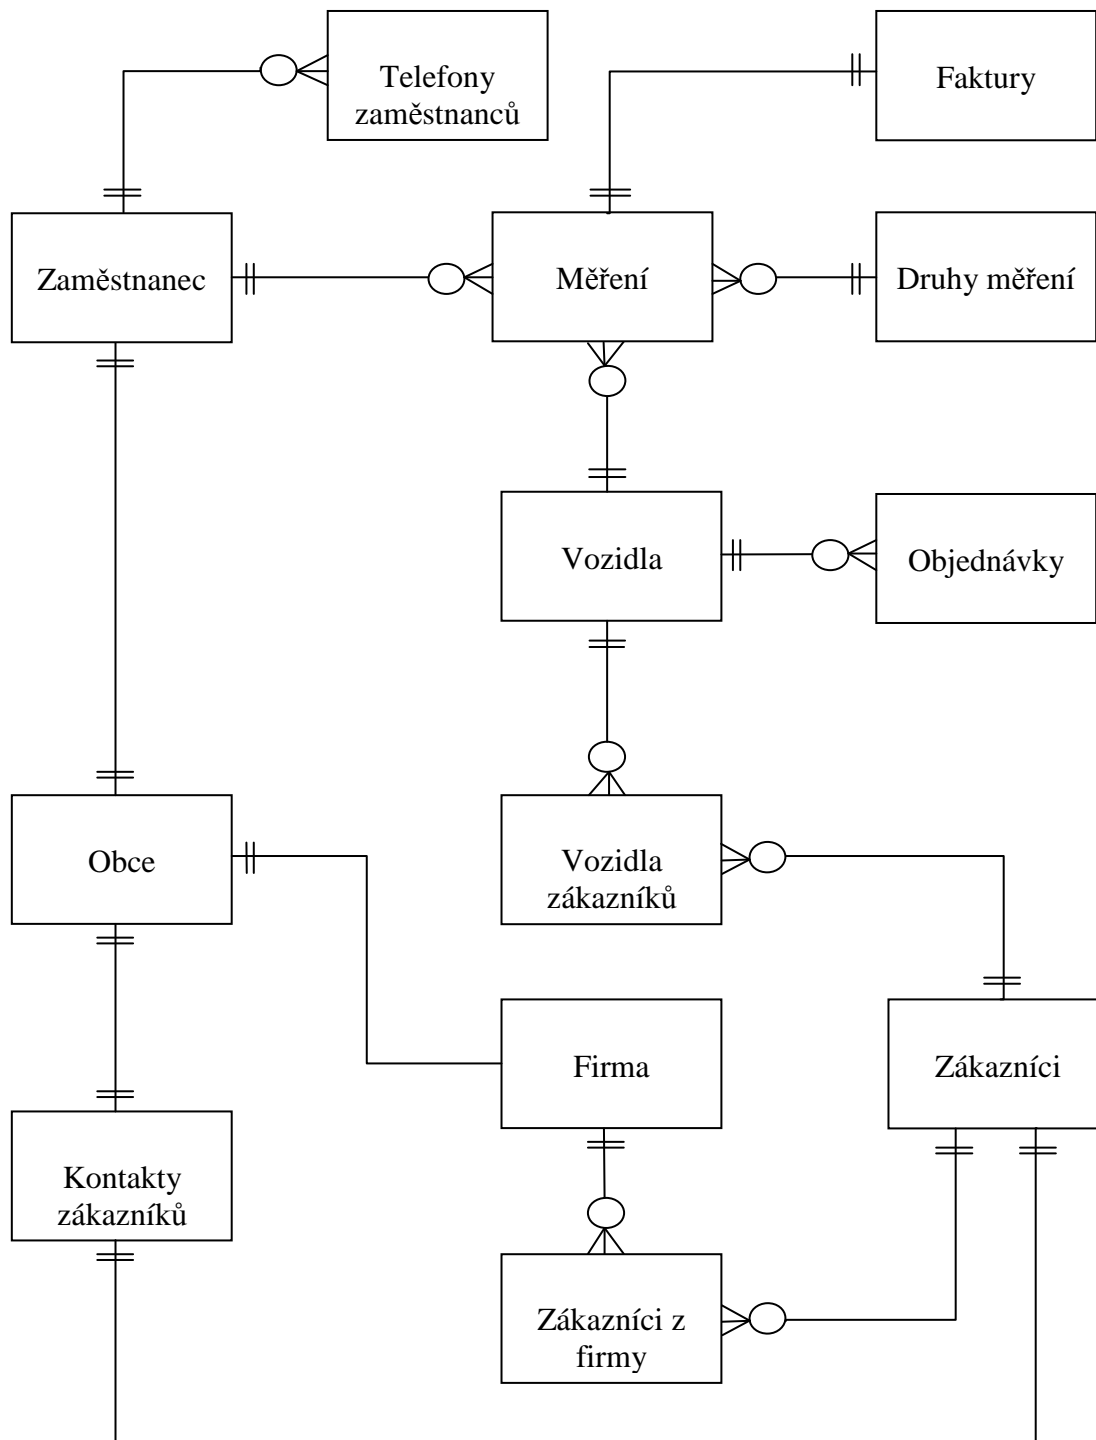 Telefony
zaměstnanců
Faktury
Zaměstnanec
Měření
Druhy měření
Vozidla
Objednávky
Obce
Vozidla
zákazníků
Firma
Zákazníci
Kontakty
zákazníků
Zákazníci z
firmy